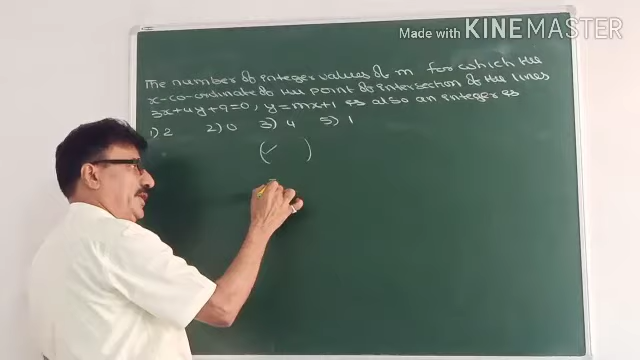 Made with KINEMASTER
The number of integer values of m for which the
x-co-ordinate of the point of intersection of the lines
3x+4y+9=0, y=mx+1 is also an integer is
1) 2 2) 0 3) 4 5) 1
( )